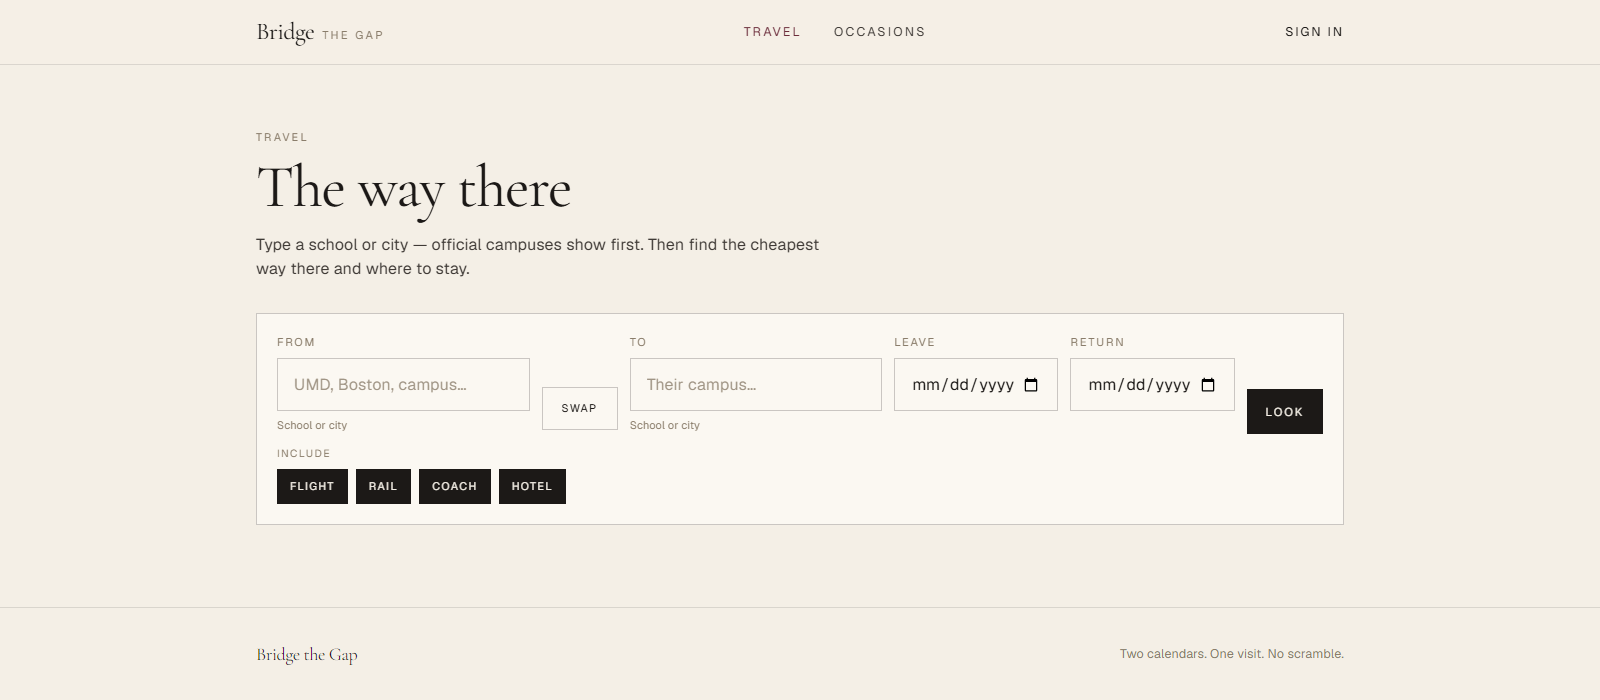 Bridge THE GAP
TRAVEL
OCCASIONS
SIGN IN
TRAVEL
The way there
Type a school or city — official campuses show first. Then find the cheapest
way there and where to stay.
FROM
TO
LEAVE
RETURN
UMD, Boston, campus…
SWAP
Their campus…
mm/dd/yyyy
mm/dd/yyyy
LOOK
School or city
School or city
INCLUDE
FLIGHT
RAIL
COACH
HOTEL
Bridge the Gap
Two calendars. One visit. No scramble.